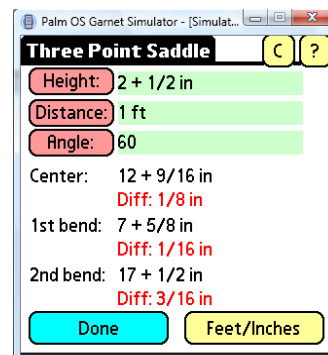 Palm OS Garnet Simulator - [Simulat...
Three Point Saddle C ?
Height: 2 + 1/2 in
Distance: 1 ft
Angle: 60
Center: 12 + 9/16 in
Diff: 1/8 in
1st bend: 7 + 5/8 in
Diff: 1/16 in
2nd bend: 17 + 1/2 in
Diff: 3/16 in
Done Feet/Inches